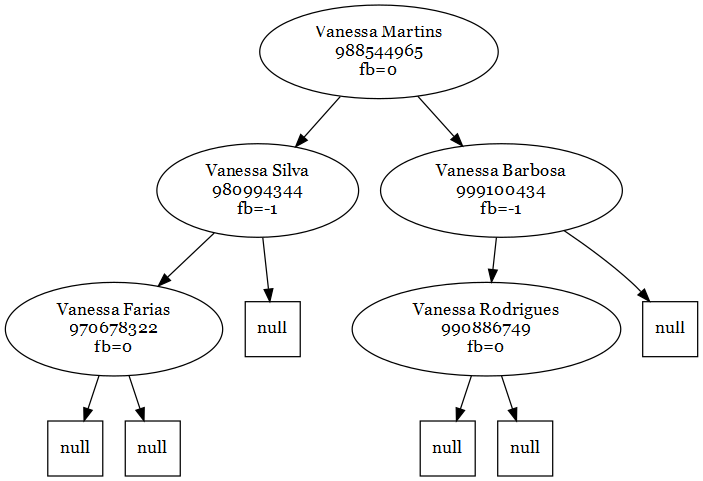 Vanessa Martins
988544965
fb=0
Vanessa Silva
980994344
fb=-1
Vanessa Barbosa
999100434
fb=-1
Vanessa Farias
970678322
fb=0
null
Vanessa Rodrigues
990886749
fb=0
null
null
null
null
null